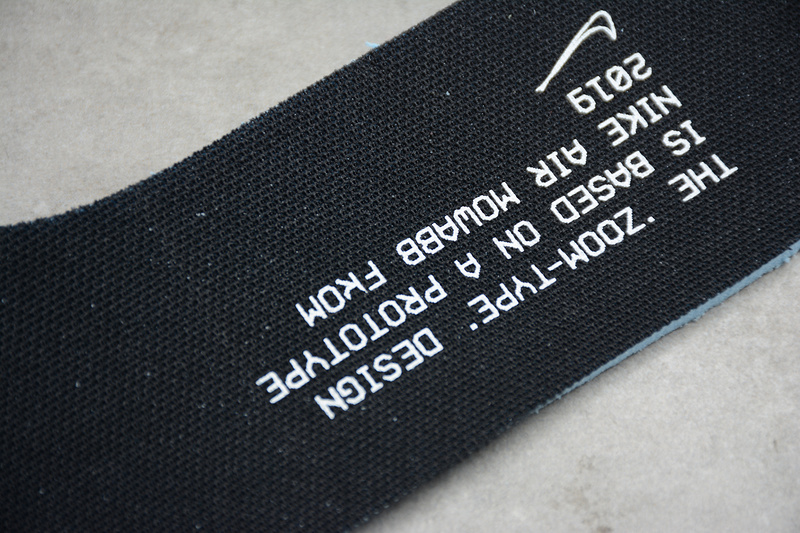 THE 'ZOOM-TYPE' DESIGN
IS BASED ON A PROTOTYPE
NIKE AIR MOWABB FROM
2019